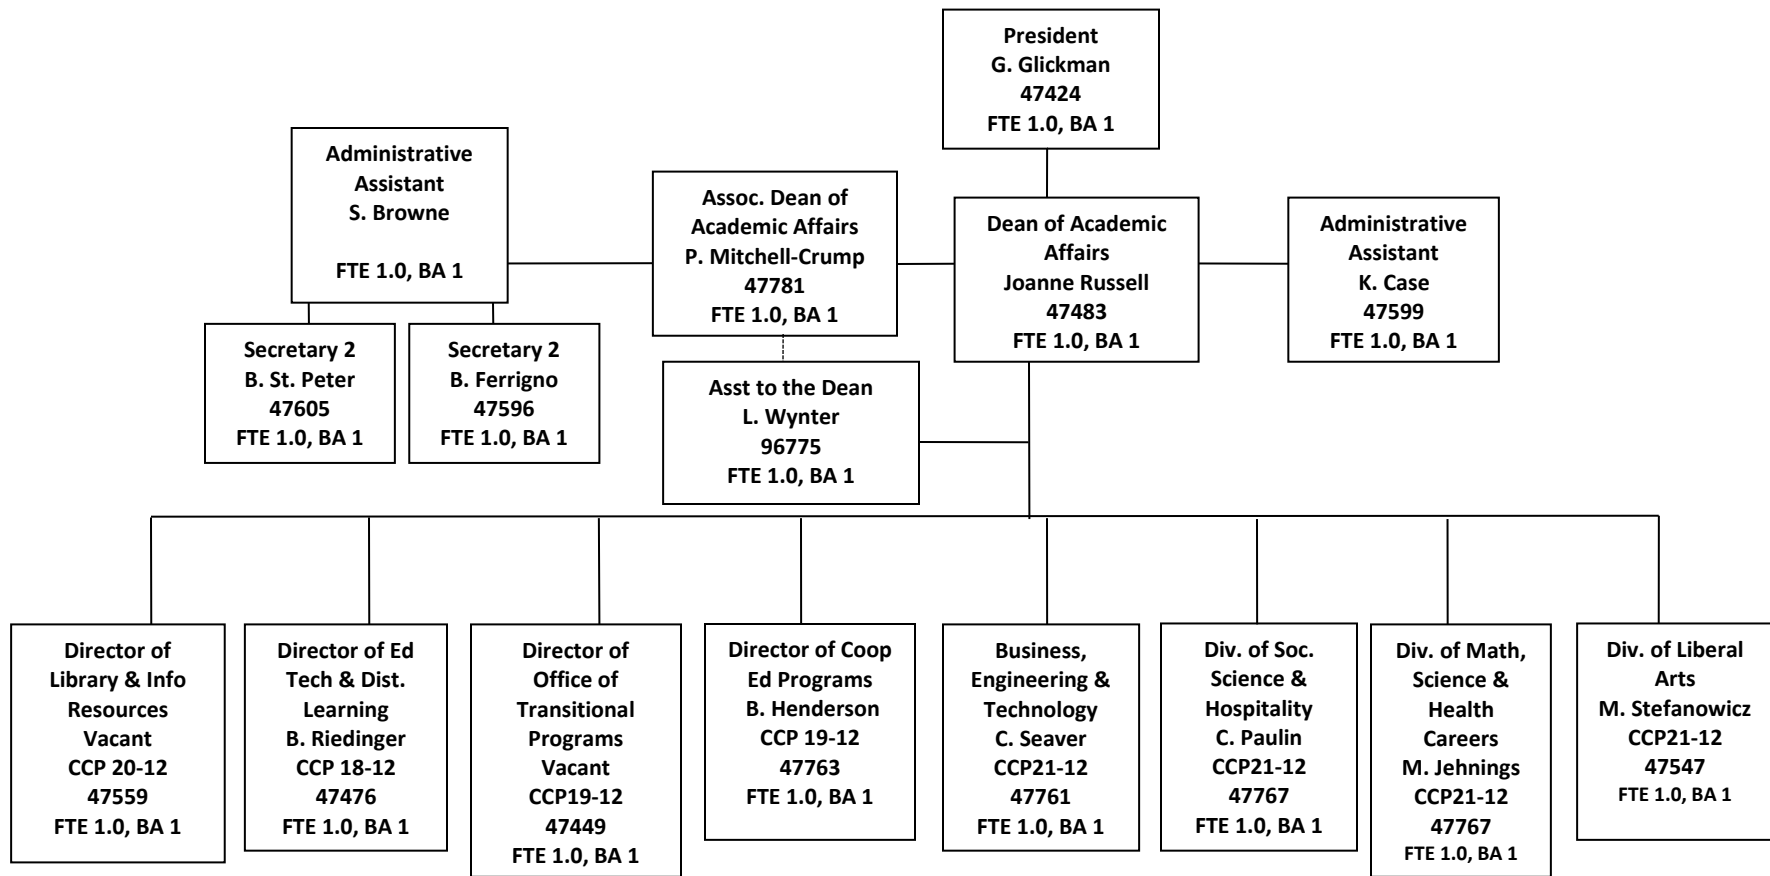 President
G. Glickman
47424
FTE 1.0, BA 1
Administrative
Assistant
S. Browne
FTE 1.0, BA 1
Assoc. Dean of
Academic Affairs
P. Mitchell-Crump
47781
FTE 1.0, BA 1
Dean of Academic
Affairs
Joanne Russell
47483
FTE 1.0, BA 1
Administrative
Assistant
K. Case
47599
FTE 1.0, BA 1
Secretary 2
B. St. Peter
47605
FTE 1.0, BA 1
Secretary 2
B. Ferrigno
47596
FTE 1.0, BA 1
Asst to the Dean
L. Wynter
96775
FTE 1.0, BA 1
Director of
Library & Info
Resources
Vacant
CCP 20-12
47559
FTE 1.0, BA 1
Director of Ed
Tech & Dist.
Learning
B. Riedinger
CCP 18-12
47476
FTE 1.0, BA 1
Director of
Office of
Transitional
Programs
Vacant
CCP19-12
47449
FTE 1.0, BA 1
Director of Coop
Ed Programs
B. Henderson
CCP 19-12
47763
FTE 1.0, BA 1
Business,
Engineering &
Technology
C. Seaver
CCP21-12
47761
FTE 1.0, BA 1
Div. of Soc.
Science &
Hospitality
C. Paulin
CCP21-12
47767
FTE 1.0, BA 1
Div. of Math,
Science &
Health
Careers
M. Jehnings
CCP21-12
47767
FTE 1.0, BA 1
Div. of Liberal
Arts
M. Stefanowicz
CCP21-12
47547
FTE 1.0, BA 1